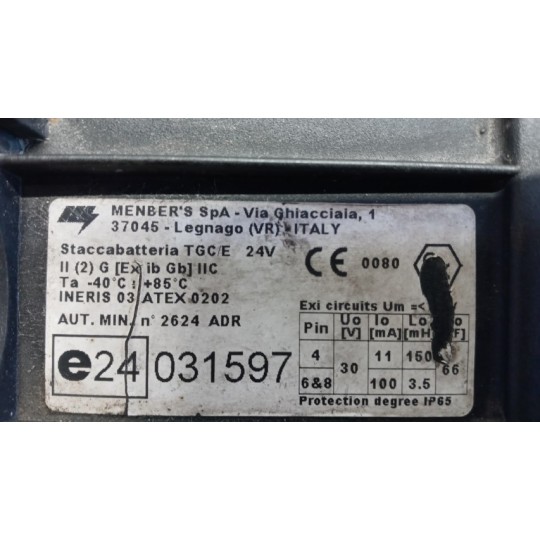 MENBER'S SpA - Via Ghiacciaia, 1
37045 - Legnago (VR) - ITALY
Staccabatteria TGC/E 24V
II (2) G [Ex ib Gb] IIC
Ta -40°C ÷ +85°C
INERIS 03 ATEX 0202
AUT. MIN. n° 2624 ADR
e24 031597
CE 0080
Exi circuits Um =<
Pin Uo [V] Io [mA] Lo [mH]
4 30 11 150 66
6&8 100 3.5
Protection degree IP65